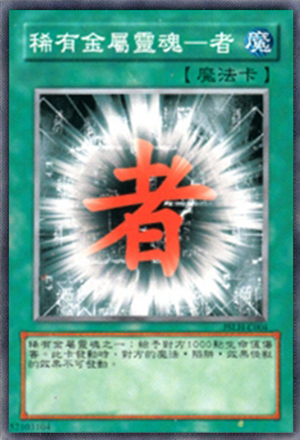 稀有金屬靈魂—者 魔
【魔法卡】
者
稀有金屬靈魂之一：給予對方1000點生命值傷
害。此卡發動時，對方的魔法、陷阱、效果怪獸
的效果不可發動。